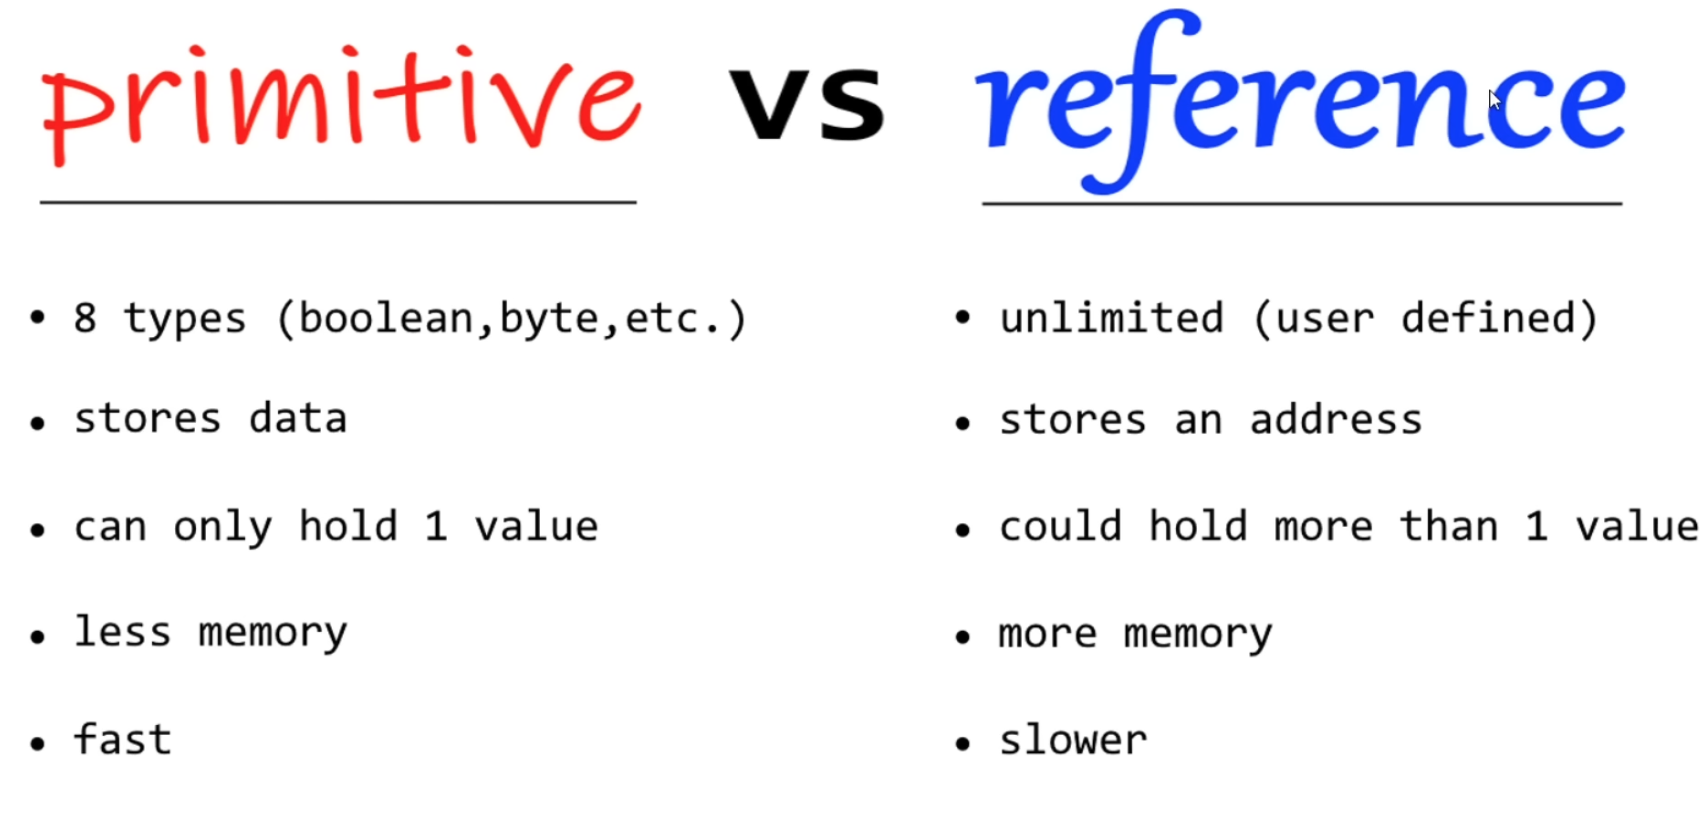 primitive vs reference
• 8 types (boolean,byte,etc.)
• stores data
• can only hold 1 value
• less memory
• fast
• unlimited (user defined)
• stores an address
• could hold more than 1 value
• more memory
• slower